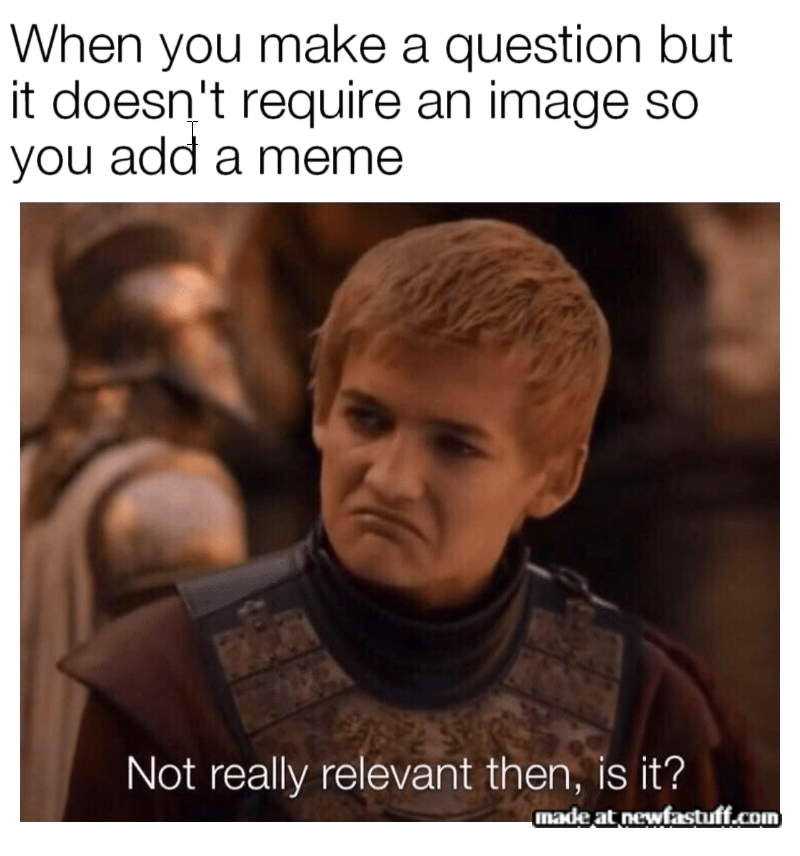 When you make a question but
it doesn't require an image so
you add a meme
Not really relevant then, is it?
made at newfastuff.com